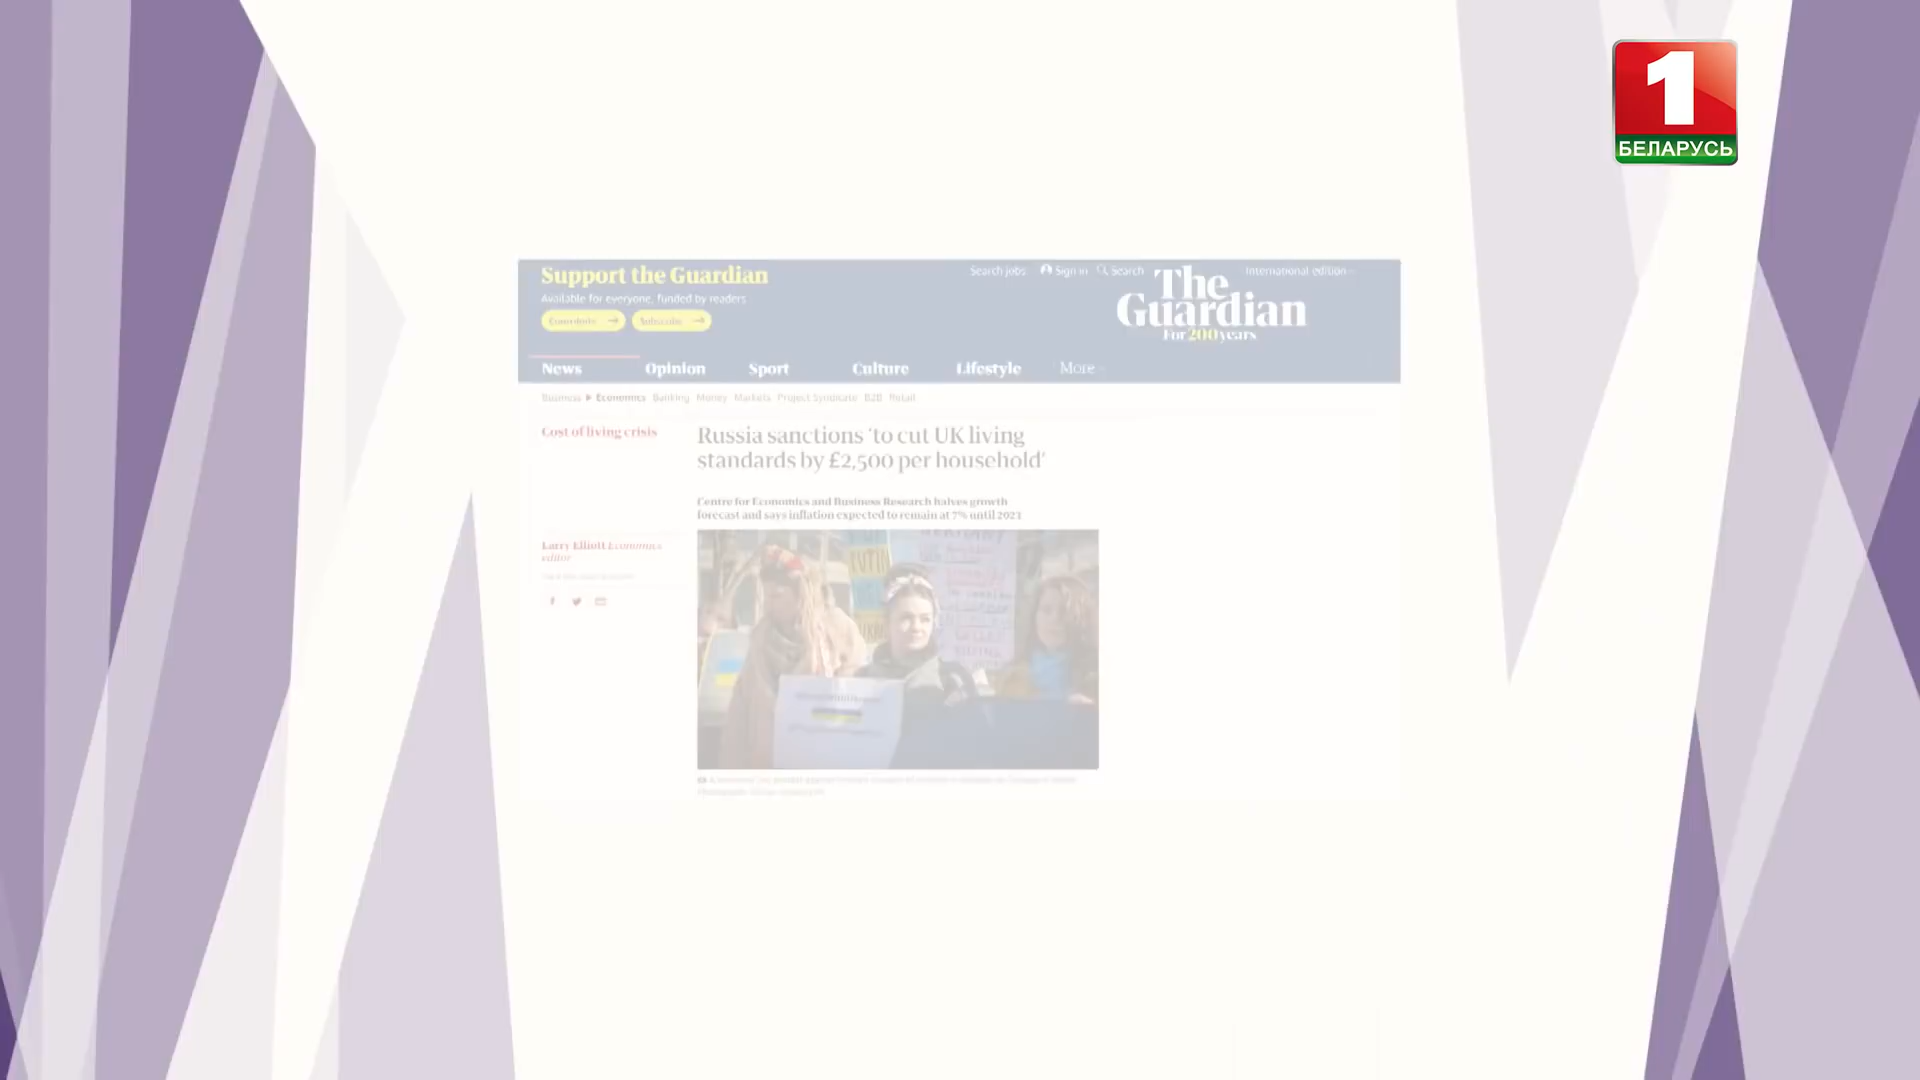 1
БЕЛАРУСЬ
Support the Guardian
Available for everyone, funded by readers
Contribute → Subscribe →
Search jobs Sign in Search International edition
The
Guardian
For 200 years
News Opinion Sport Culture Lifestyle More
Business Economics Banking Money Markets Project Syndicate B2B Retail
Cost of living crisis
Russia sanctions ‘to cut UK living
standards by £2,500 per household’
Centre for Economics and Business Research halves growth
forecast and says inflation expected to remain at 7% until 2023
Larry Elliott Economics
editor